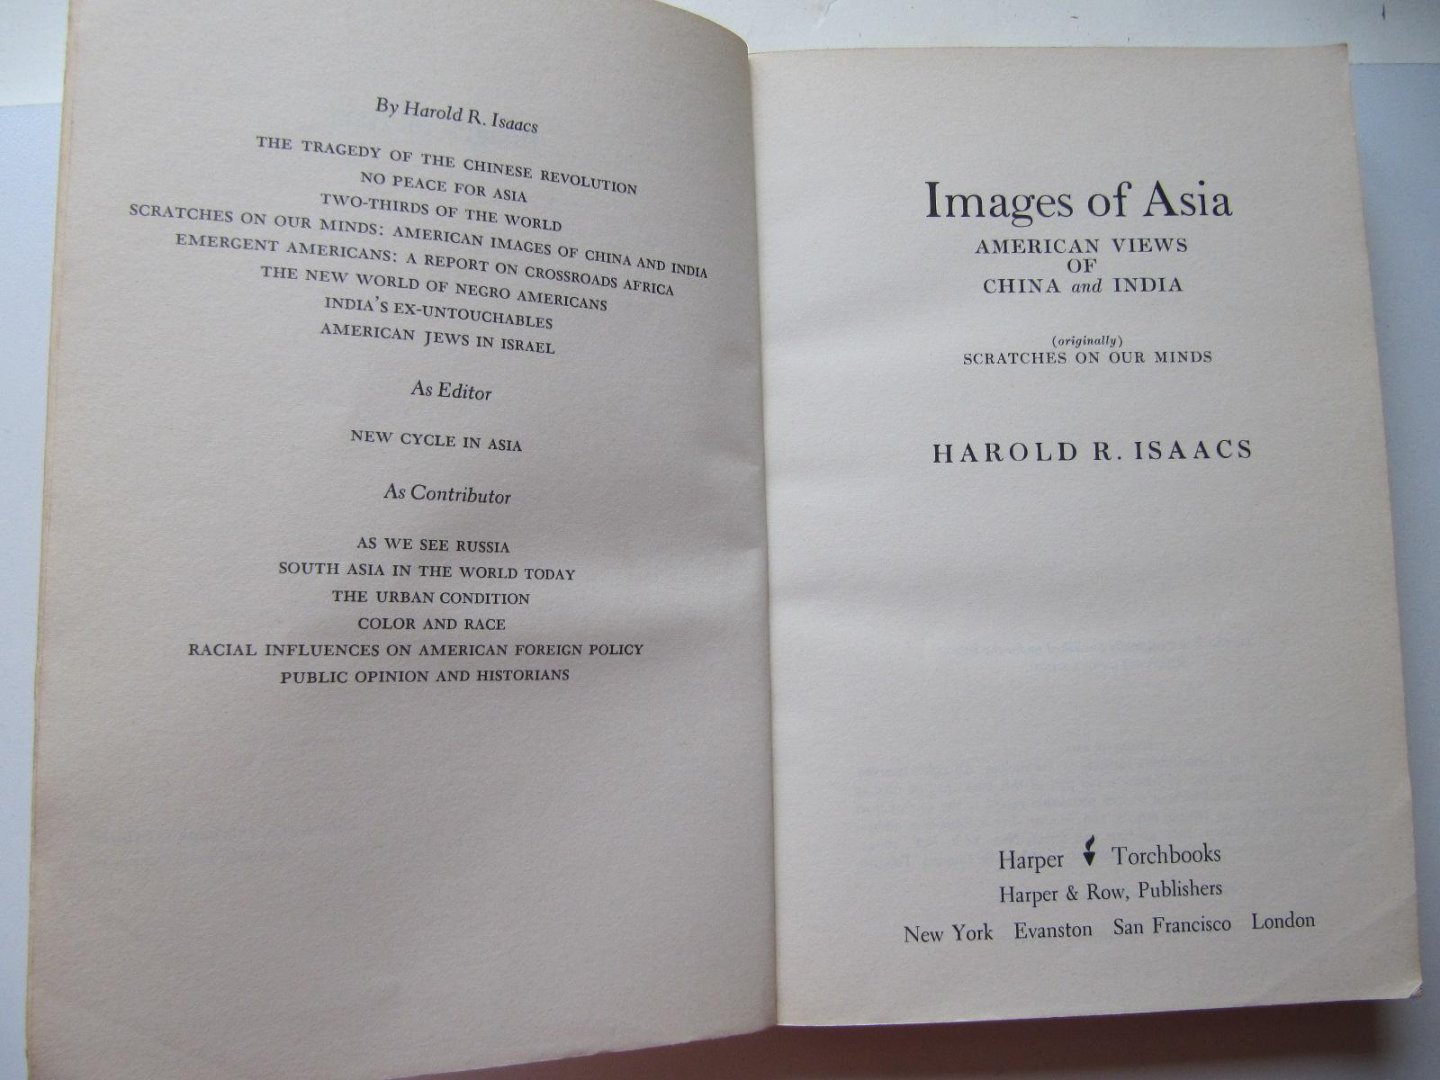 By Harold R. Isaacs
THE TRAGEDY OF THE CHINESE REVOLUTION
NO PEACE FOR ASIA
TWO-THIRDS OF THE WORLD
SCRATCHES ON OUR MINDS: AMERICAN IMAGES OF CHINA AND INDIA
EMERGENT AMERICANS: A REPORT ON CROSSROADS AFRICA
THE NEW WORLD OF NEGRO AMERICANS
INDIA'S EX-UNTOUCHABLES
AMERICAN JEWS IN ISRAEL
As Editor
NEW CYCLE IN ASIA
As Contributor
AS WE SEE RUSSIA
SOUTH ASIA IN THE WORLD TODAY
THE URBAN CONDITION
COLOR AND RACE
RACIAL INFLUENCES ON AMERICAN FOREIGN POLICY
PUBLIC OPINION AND HISTORIANS
Images of Asia
AMERICAN VIEWS
OF
CHINA and INDIA
(originally)
SCRATCHES ON OUR MINDS
HAROLD R. ISAACS
Harper Torchbooks
Harper & Row, Publishers
New York Evanston San Francisco London